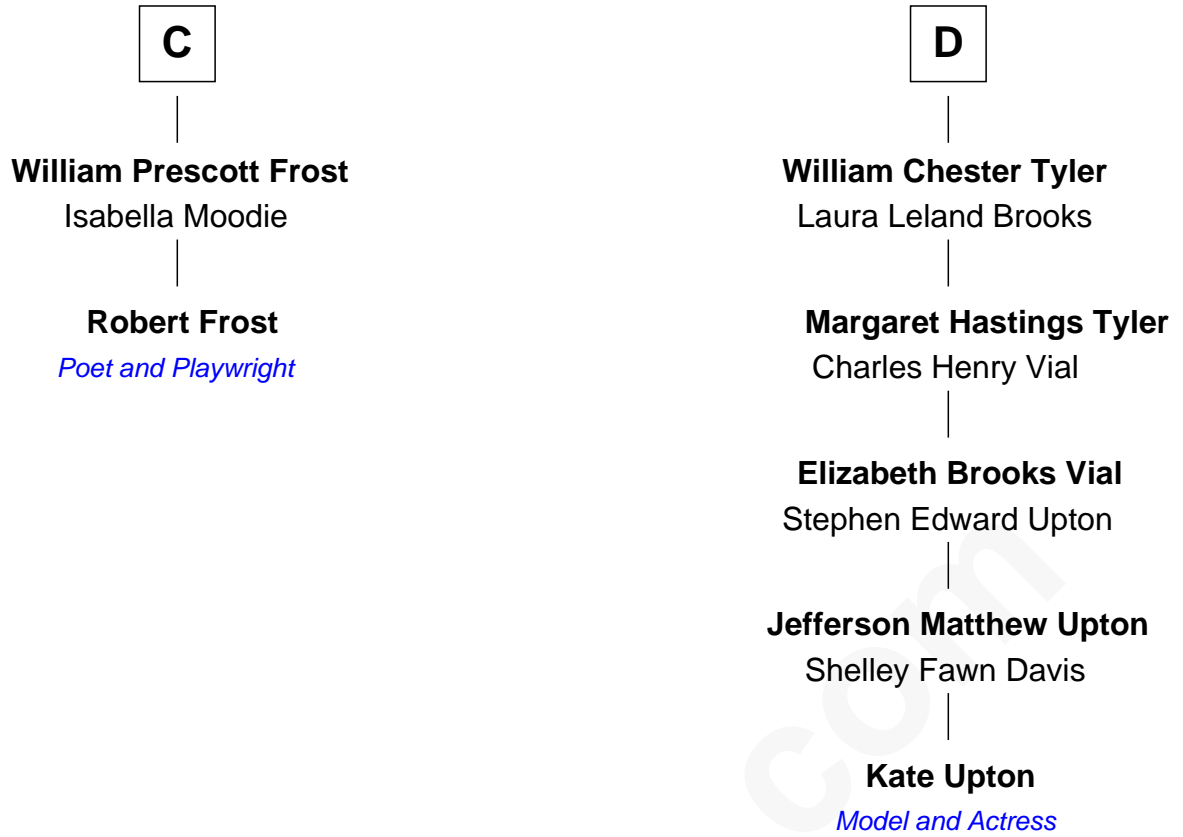 C
William Prescott Frost
Isabella Moodie
Robert Frost
Poet and Playwright
D
William Chester Tyler
Laura Leland Brooks
Margaret Hastings Tyler
Charles Henry Vial
Elizabeth Brooks Vial
Stephen Edward Upton
Jefferson Matthew Upton
Shelley Fawn Davis
Kate Upton
Model and Actress
com